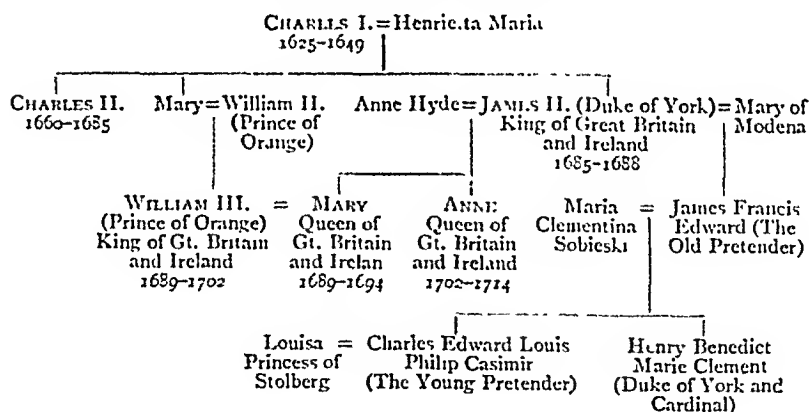 CHARLES I. = Henrietta Maria
1625-1649
CHARLES II. Mary = William II. Anne Hyde = JAMES II. (Duke of York) = Mary of
1660-1685 (Prince of King of Great Britain Modena
Orange) and Ireland
1685-1688
WILLIAM III. = MARY ANNE Maria = James Francis
(Prince of Orange) Queen of Queen of Clementina Edward (The
King of Gt. Britain Gt. Britain Gt. Britain Sobieski Old Pretender)
and Ireland and Irelan and Ireland
1689-1702 1689-1694 1702-1714
Louisa = Charles Edward Louis Henry Benedict
Princess of Philip Casimir Marie Clement
Stolberg (The Young Pretender) (Duke of York and
Cardinal)